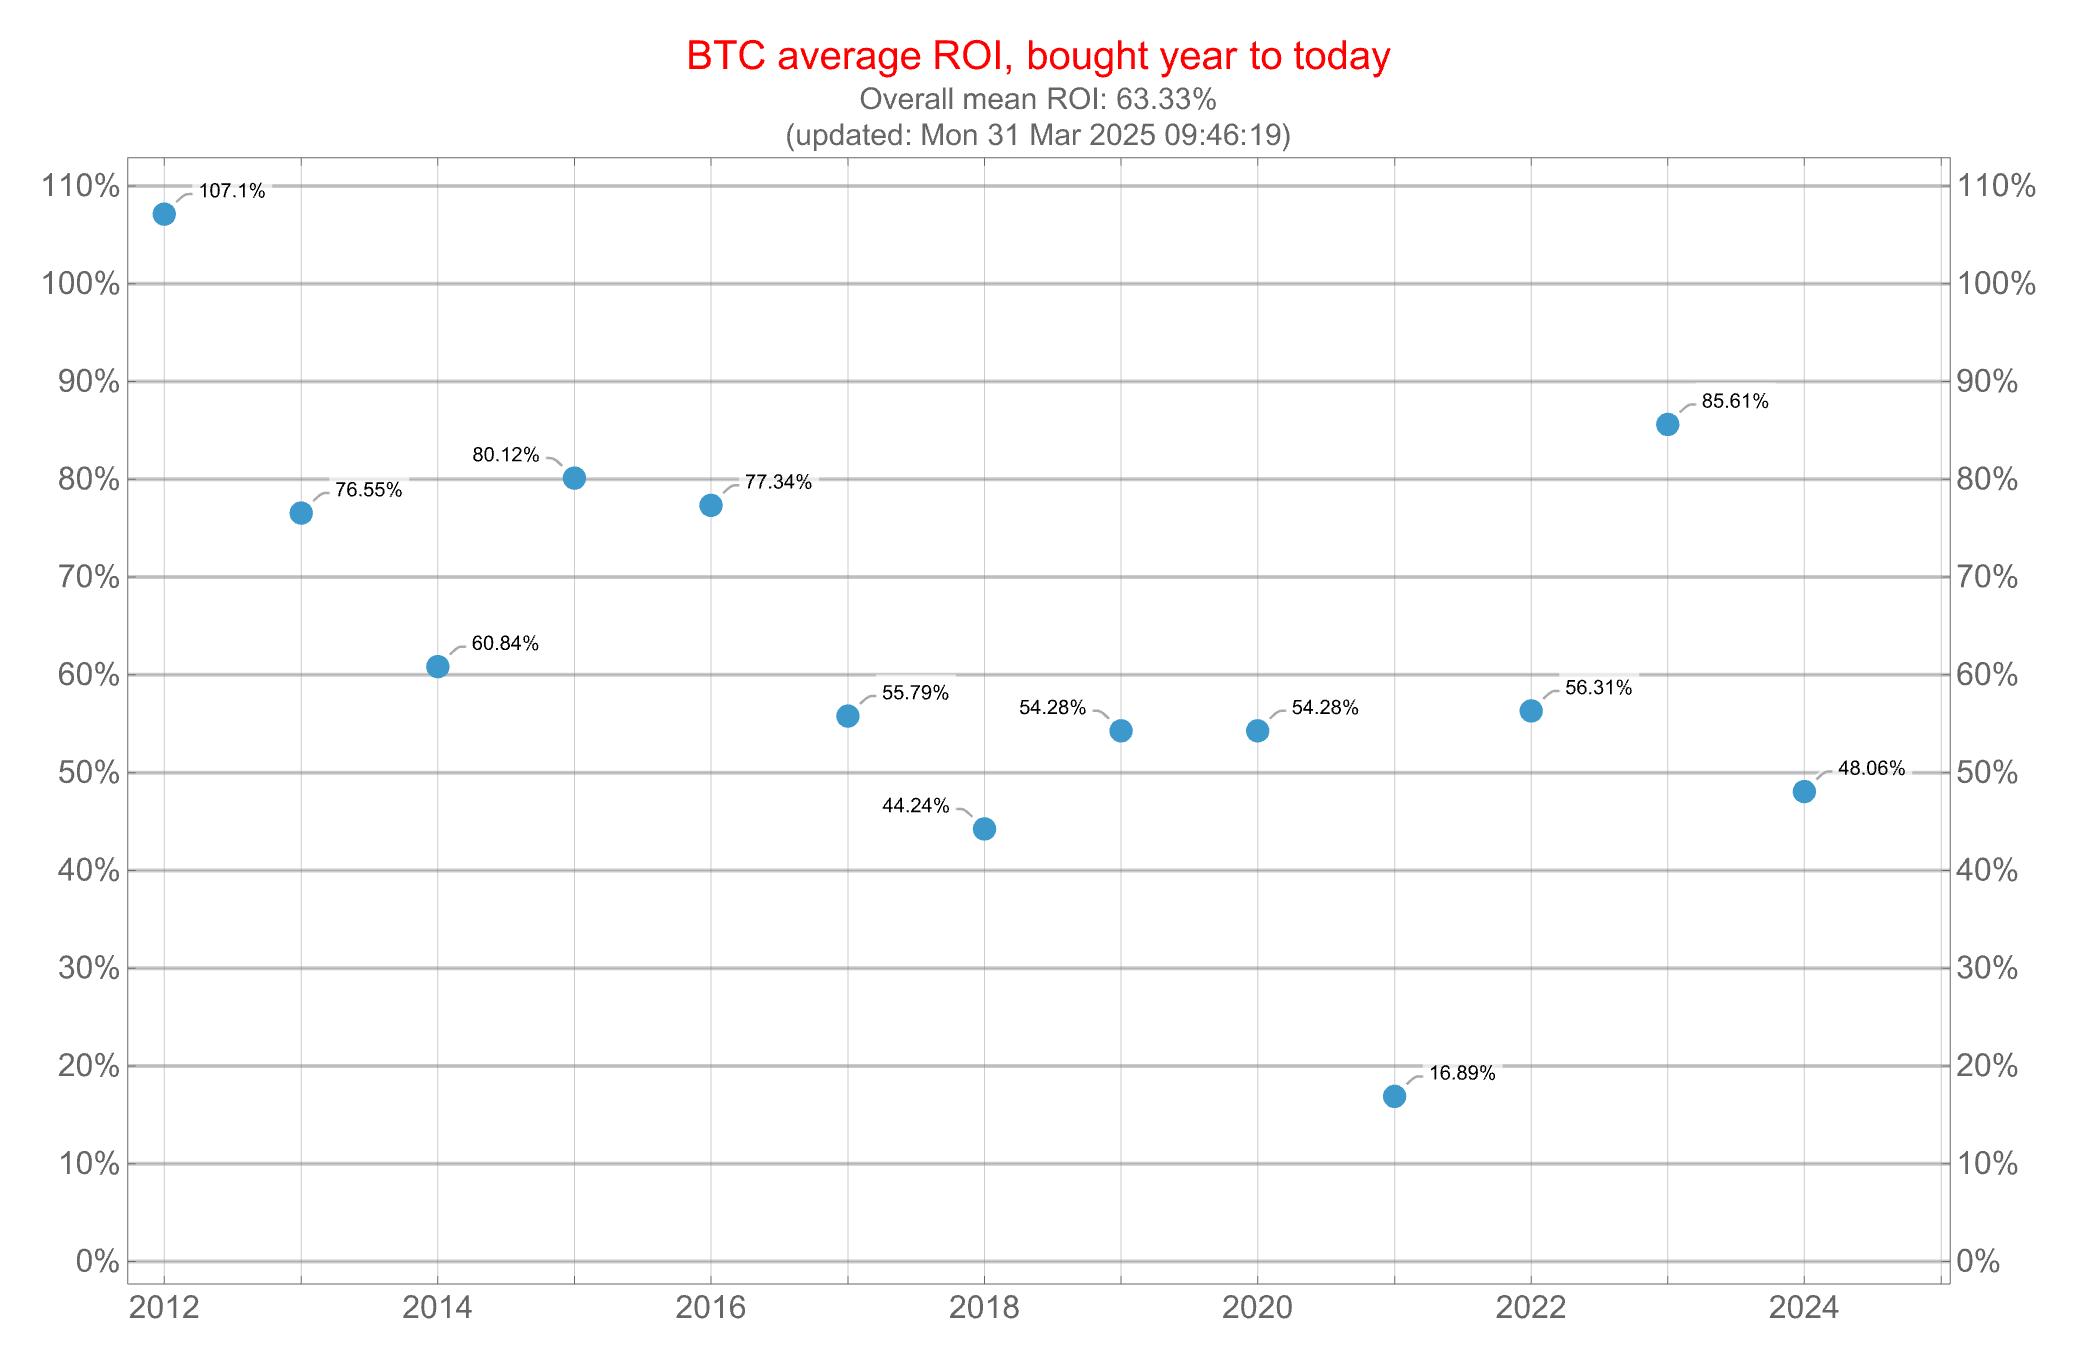 BTC average ROI, bought year to today
Overall mean ROI: 63.33%
(updated: Mon 31 Mar 2025 09:46:19)
110% 107.1% 110%
100% 100%
90% 90%
85.61%
80.12%
80% 76.55% 77.34% 80%
70% 70%
60.84%
60% 60%
55.79% 56.31%
54.28% 54.28%
50% 48.06% 50%
44.24%
40% 40%
30% 30%
20% 16.89% 20%
10% 10%
0% 0%
2012 2014 2016 2018 2020 2022 2024